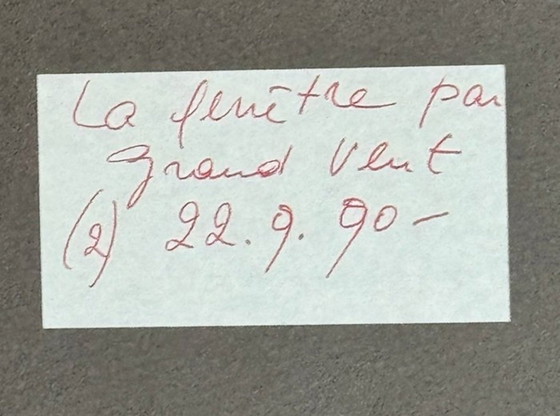 La fenêtre par
grand vent
(2) 22.9.90-